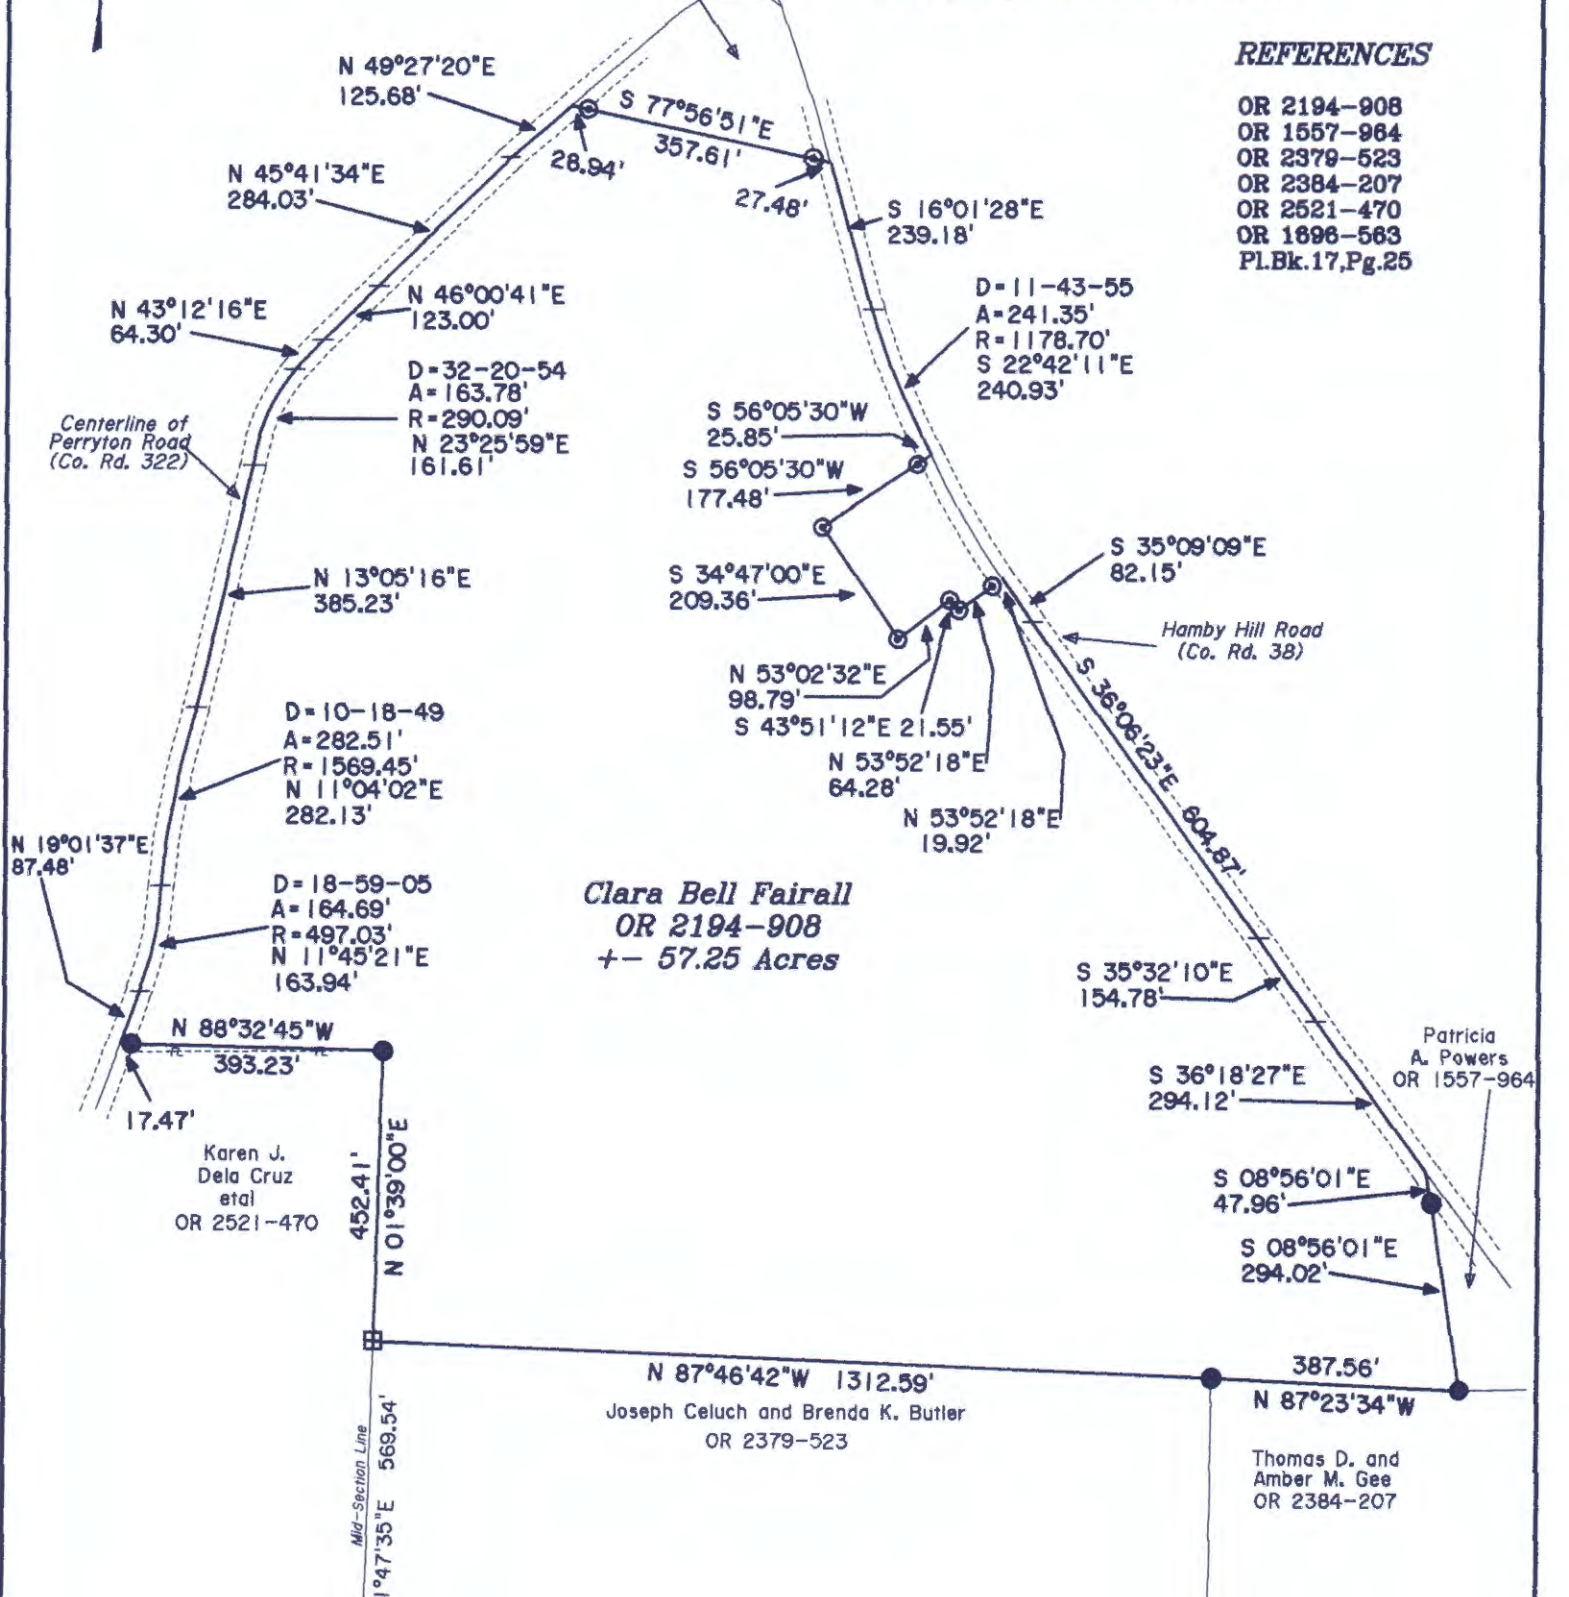 REFERENCES
OR 2194-908
OR 1557-964
OR 2379-523
OR 2384-207
OR 2521-470
OR 1696-563
Pl.Bk.17,Pg.25
N 49°27'20"E
125.68'
S 77°56'51"E
357.61'
28.94'
27.48'
N 45°41'34"E
284.03'
S 16°01'28"E
239.18'
N 46°00'41"E
123.00'
N 43°12'16"E
64.30'
D=11-43-55
A=241.35'
R=1178.70'
S 22°42'11"E
240.93'
D=32-20-54
A=163.78'
R=290.09'
N 23°25'59"E
161.61'
Centerline of
Perryton Road
(Co. Rd. 322)
S 56°05'30"W
25.85'
S 56°05'30"W
177.48'
S 35°09'09"E
82.15'
S 34°47'00"E
209.36'
N 13°05'16"E
385.23'
Hamby Hill Road
(Co. Rd. 38)
N 53°02'32"E
98.79'
S 43°51'12"E 21.55'
N 53°52'18"E
64.28'
N 53°52'18"E
19.92'
S 36°06'23"E 604.87'
D=10-18-49
A=282.51'
R=1569.45'
N 11°04'02"E
282.13'
N 19°01'37"E
87.48'
D=18-59-05
A=164.69'
R=497.03'
N 11°45'21"E
163.94'
Clara Bell Fairall
OR 2194-908
+- 57.25 Acres
S 35°32'10"E
154.78'
N 88°32'45"W
393.23'
17.47'
Patricia
A. Powers
OR 1557-964
S 36°18'27"E
294.12'
Karen J.
Dela Cruz
etal
OR 2521-470
452.41'
N 01°39'00"E
S 08°56'01"E
47.96'
S 08°56'01"E
294.02'
N 87°46'42"W 1312.59'
387.56'
N 87°23'34"W
Joseph Celuch and Brenda K. Butler
OR 2379-523
Thomas D. and
Amber M. Gee
OR 2384-207
Mid-Section Line
1°47'35"E 569.54'